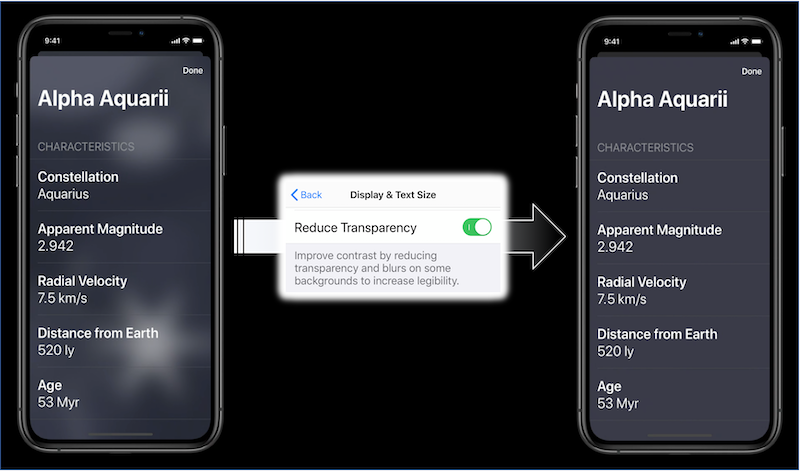 9:41
Done
Alpha Aquarii
CHARACTERISTICS
Constellation
Aquarius
Apparent Magnitude
2.942
Radial Velocity
7.5 km/s
Distance from Earth
520 ly
Age
53 Myr
Back
Display & Text Size
Reduce Transparency
Improve contrast by reducing
transparency and blurs on some
backgrounds to increase legibility.
9:41
Done
Alpha Aquarii
CHARACTERISTICS
Constellation
Aquarius
Apparent Magnitude
2.942
Radial Velocity
7.5 km/s
Distance from Earth
520 ly
Age
53 Myr